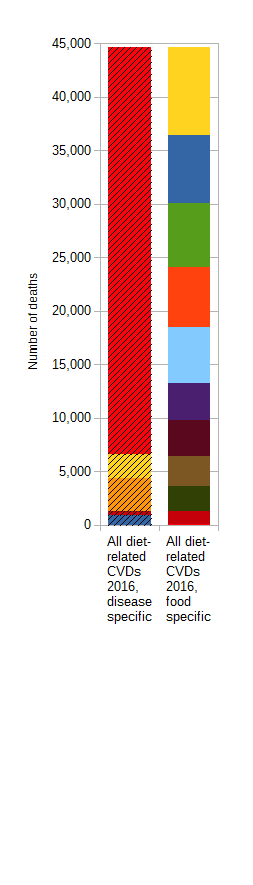 45,000
40,000
35,000
30,000
25,000
20,000
15,000
10,000
5,000
0
Number of deaths
All diet-
related
CVDs
2016,
disease
specific
All diet-
related
CVDs
2016,
food
specific